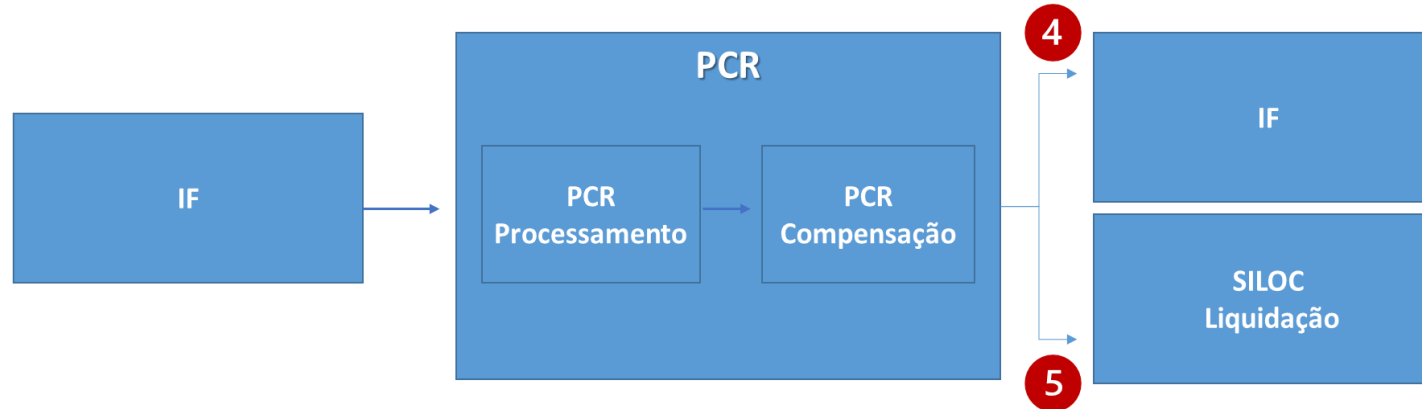 IF
PCR
PCR
Processamento
PCR
Compensação
4
IF
SILOC
Liquidação
5